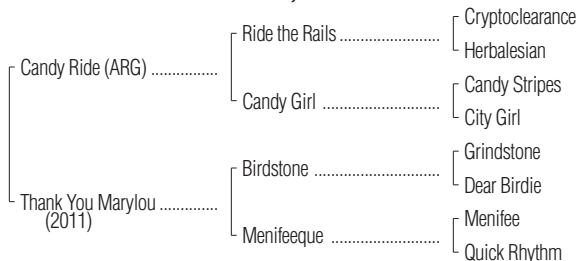 Cryptoclearance
Ride the Rails ........................
Herbalesian
Candy Ride (ARG) ...............
Candy Stripes
Candy Girl ............................
City Girl
Grindstone
Birdstone .............................
Dear Birdie
Thank You Marylou .............
(2011)
Menifee
Menifeeque .........................
Quick Rhythm